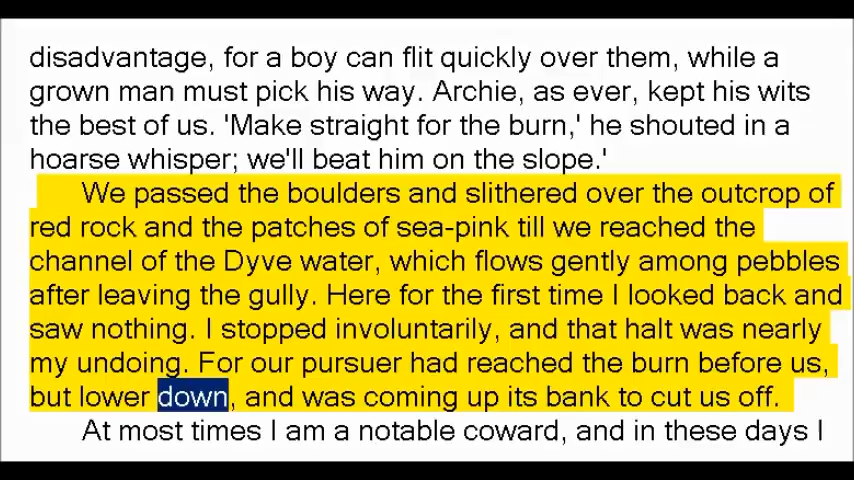 disadvantage, for a boy can flit quickly over them, while a
grown man must pick his way. Archie, as ever, kept his wits
the best of us. 'Make straight for the burn,' he shouted in a
hoarse whisper; we'll beat him on the slope.'
We passed the boulders and slithered over the outcrop of
red rock and the patches of sea-pink till we reached the
channel of the Dyve water, which flows gently among pebbles
after leaving the gully. Here for the first time I looked back and
saw nothing. I stopped involuntarily, and that halt was nearly
my undoing. For our pursuer had reached the burn before us,
but lower down, and was coming up its bank to cut us off.
At most times I am a notable coward, and in these days I